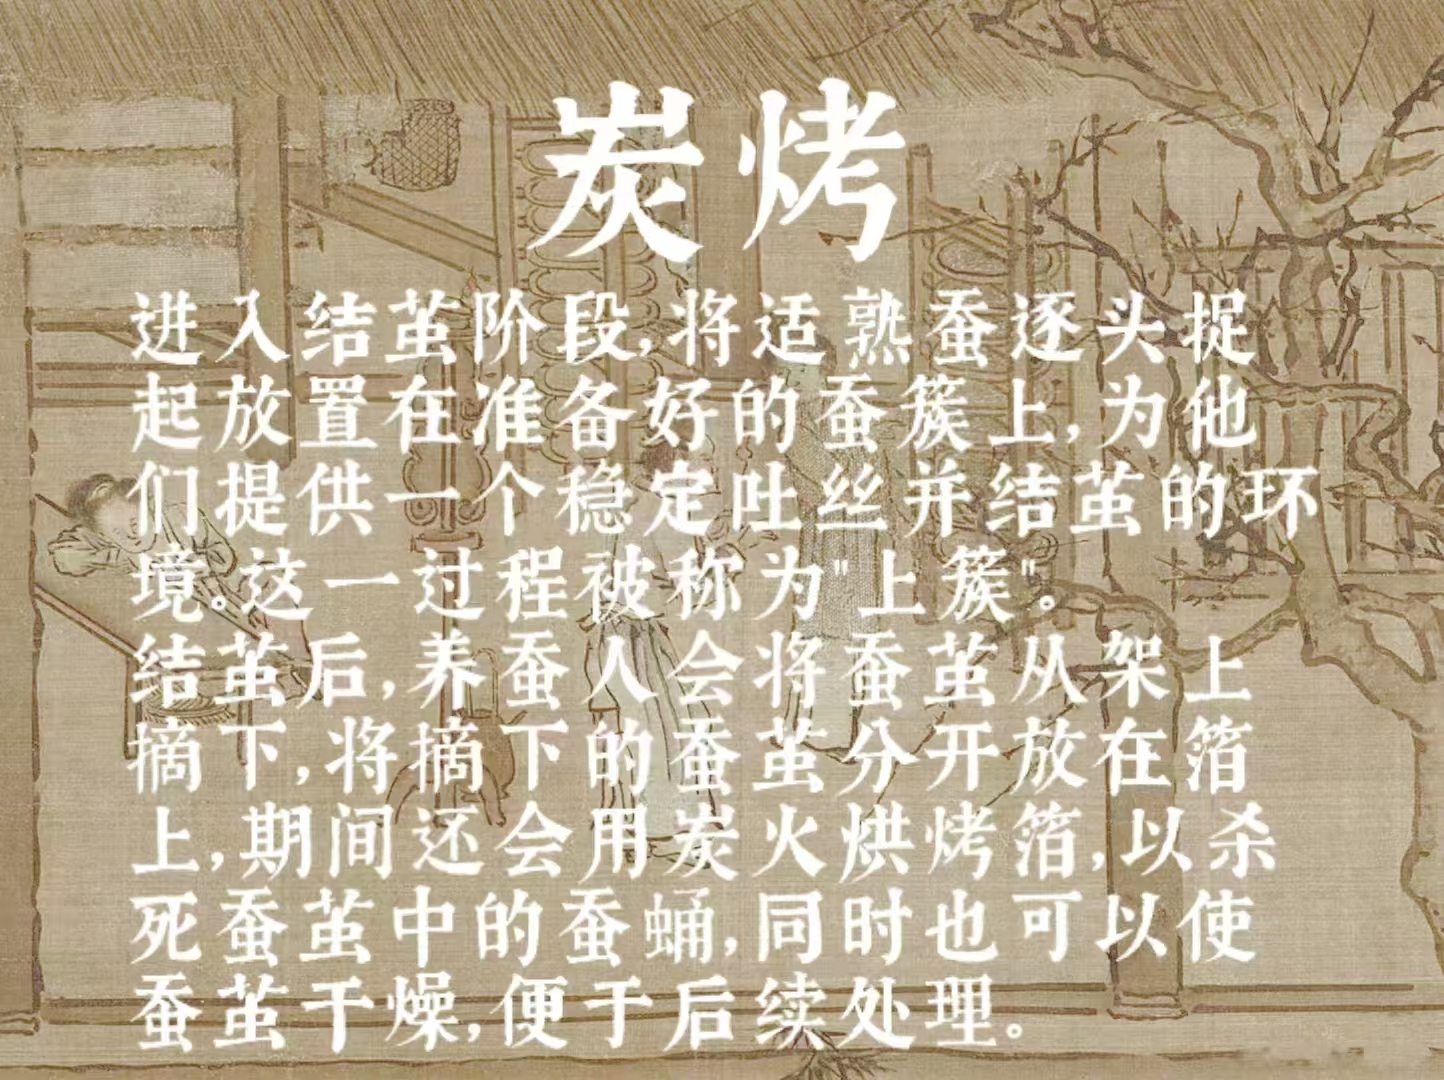 炭烤
进入结茧阶段,将适熟蚕逐头捉
起放置在准备好的蚕簇上,为他
们提供一个稳定吐丝并结茧的环
境。这一过程被称为"上簇"。
结茧后,养蚕人会将蚕茧从架上
摘下,将摘下的蚕茧分开放在箔
上,期间还会用炭火烘烤箔,以杀
死蚕茧中的蚕蛹,同时也可以使
蚕茧干燥,便于后续处理。